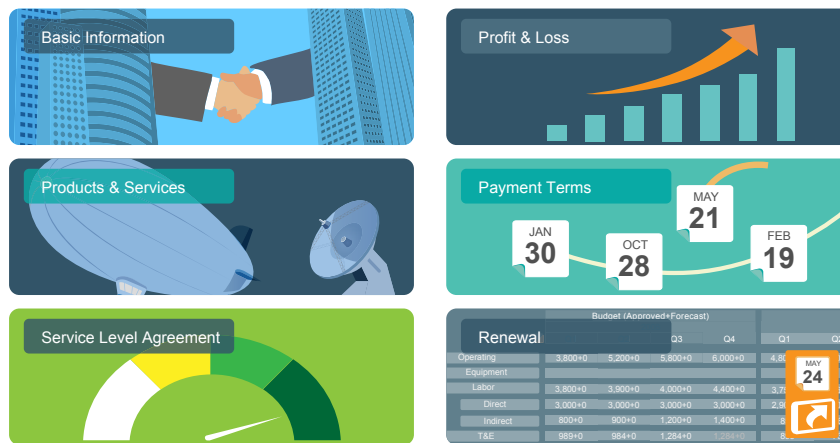 Basic Information
Profit & Loss
Products & Services
Payment Terms
JAN
30
OCT
28
MAY
21
FEB
19
Service Level Agreement
Renewal
Budget (Approved+Forecast)
Q3 Q4 Q1
Operating 3,800+0 5,200+0 5,800+0 6,000+0
Equipment
Labor 3,800+0 3,900+0 4,000+0 4,400+0
Direct 3,000+0 3,000+0 3,000+0 3,000+0
Indirect 800+0 900+0 1,200+0 1,400+0
T&E 989+0 984+0 1,284+0 1,284+0
MAY
24